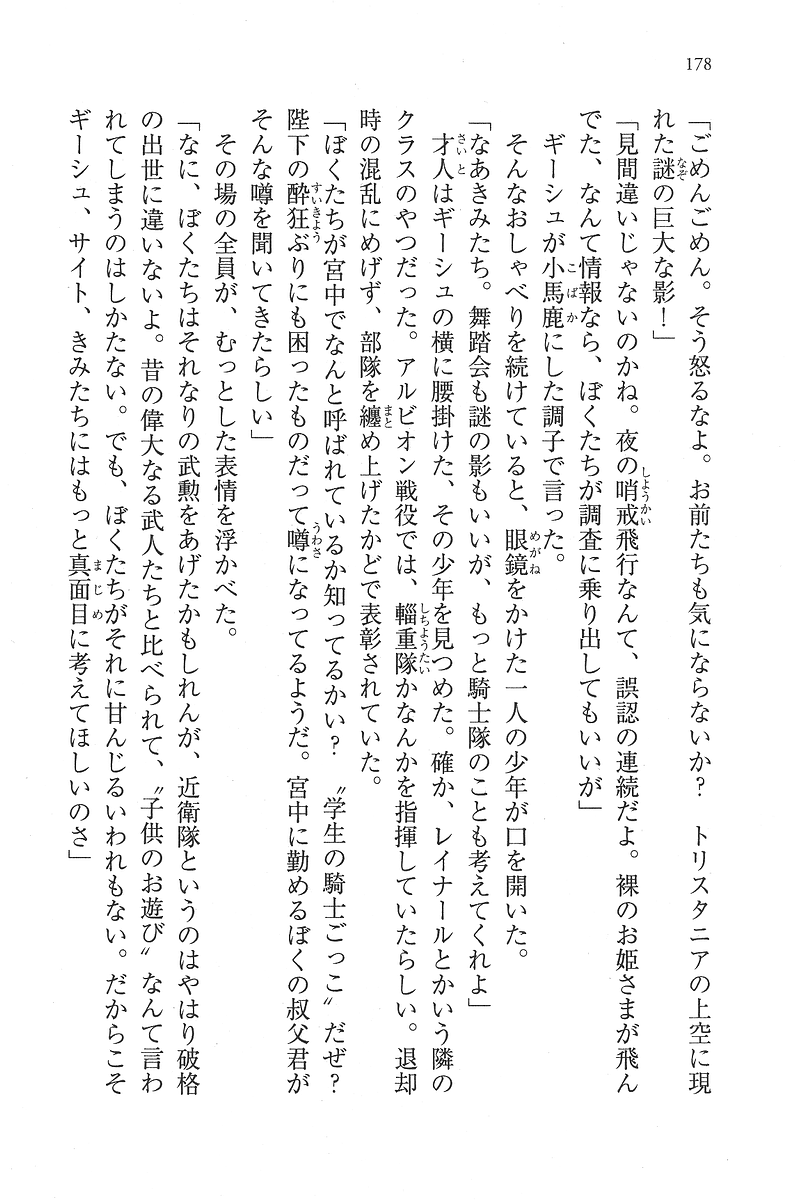 178
「ごめんごめん。そう怒るなよ。お前たちも気にならないか?　トリスタニアの上空に現
れた謎の巨大な影!」
「見間違いじゃないのかね。夜の哨戒飛行なんて、誤認の連続だよ。裸のお姫さまが飛ん
でた、なんて情報なら、ぼくたちが調査に乗り出してもいいが」
　ギーシュが小馬鹿にした調子で言った。
　そんなおしゃべりを続けていると、眼鏡をかけた一人の少年が口を開いた。
「なあきみたち。舞踏会も謎の影もいいが、もっと騎士隊のことも考えてくれよ」
　才人はギーシュの横に腰掛けた、その少年を見つめた。確か、レイナールとかいう隣の
クラスのやつだった。アルビオン戦役では、輜重隊かなんかを指揮していたらしい。退却
時の混乱にめげず、部隊を纏め上げたかどで表彰されていた。
「ぼくたちが宮中でなんと呼ばれているか知ってるかい?　〝学生の騎士ごっこ〟だぜ?
陛下の酔狂ぶりにも困ったものだって噂になってるようだ。宮中に勤めるぼくの叔父君が
そんな噂を聞いてきたらしい」
　その場の全員が、むっとした表情を浮かべた。
「なに、ぼくたちはそれなりの武勲をあげたかもしれんが、近衛隊というのはやはり破格
の出世に違いないよ。昔の偉大なる武人たちと比べられて、〝子供のお遊び〟なんて言わ
れてしまうのはしかたない。でも、ぼくたちがそれに甘んじるいわれもない。だからこそ
ギーシュ、サイト、きみたちにはもっと真面目に考えてほしいのさ」